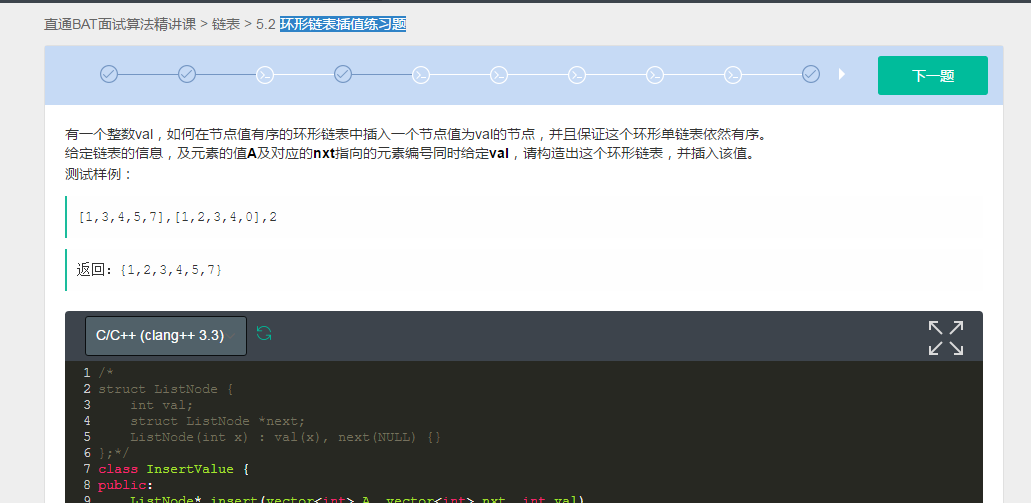 直通BAT面试算法精讲课 > 链表 > 5.2 环形链表插值练习题
下一题
有一个整数val，如何在节点值有序的环形链表中插入一个节点值为val的节点，并且保证这个环形单链表依然有序。
给定链表的信息，及元素的值A及对应的nxt指向的元素编号同时给定val，请构造出这个环形链表，并插入该值。
测试样例：
[1,3,4,5,7],[1,2,3,4,0],2
返回：{1,2,3,4,5,7}
C/C++ (clang++ 3.3)
1 /*
2 struct ListNode {
3     int val;
4     struct ListNode *next;
5     ListNode(int x) : val(x), next(NULL) {}
6 };*/
7 class InsertValue {
8 public:
9     ListNode* insert(vector<int> A, vector<int> nxt, int val)